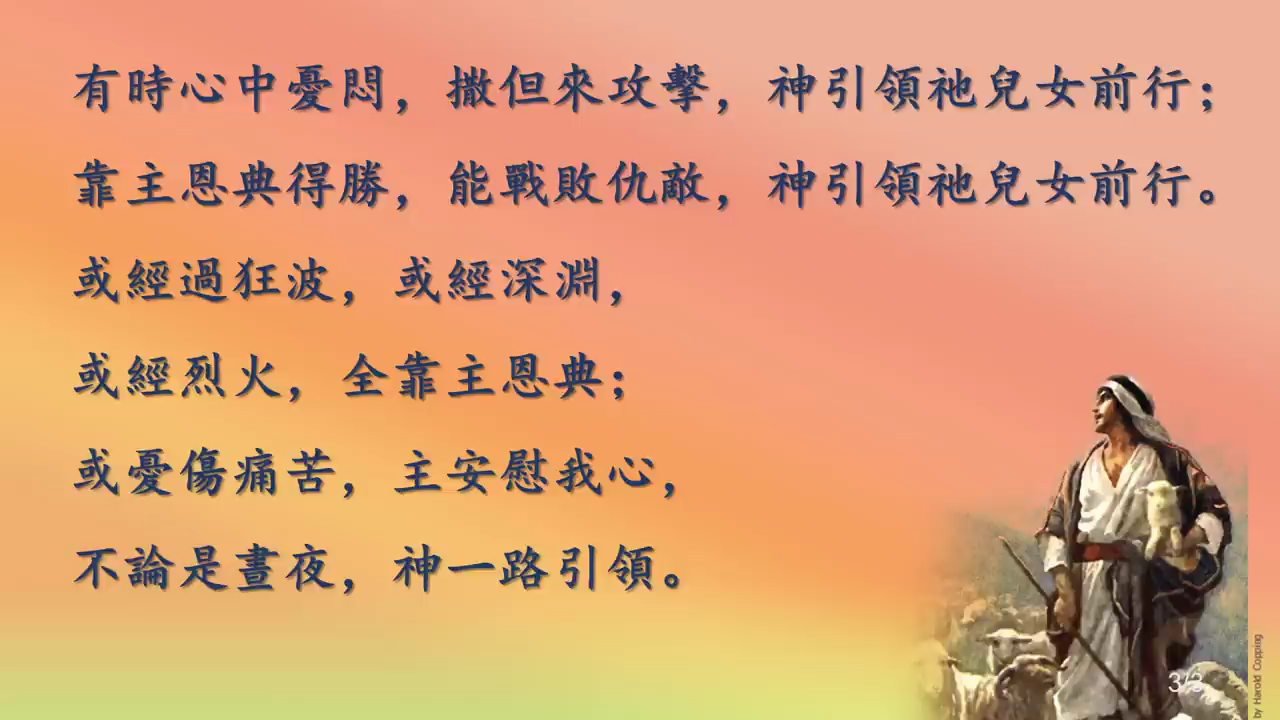 有時心中憂悶，撒但來攻擊，神引領祂兒女前行；
靠主恩典得勝，能戰敗仇敵，神引領祂兒女前行。
或經過狂波，或經深淵，
或經烈火，全靠主恩典；
或憂傷痛苦，主安慰我心，
不論是晝夜，神一路引領。
3/3
by Harold Copping